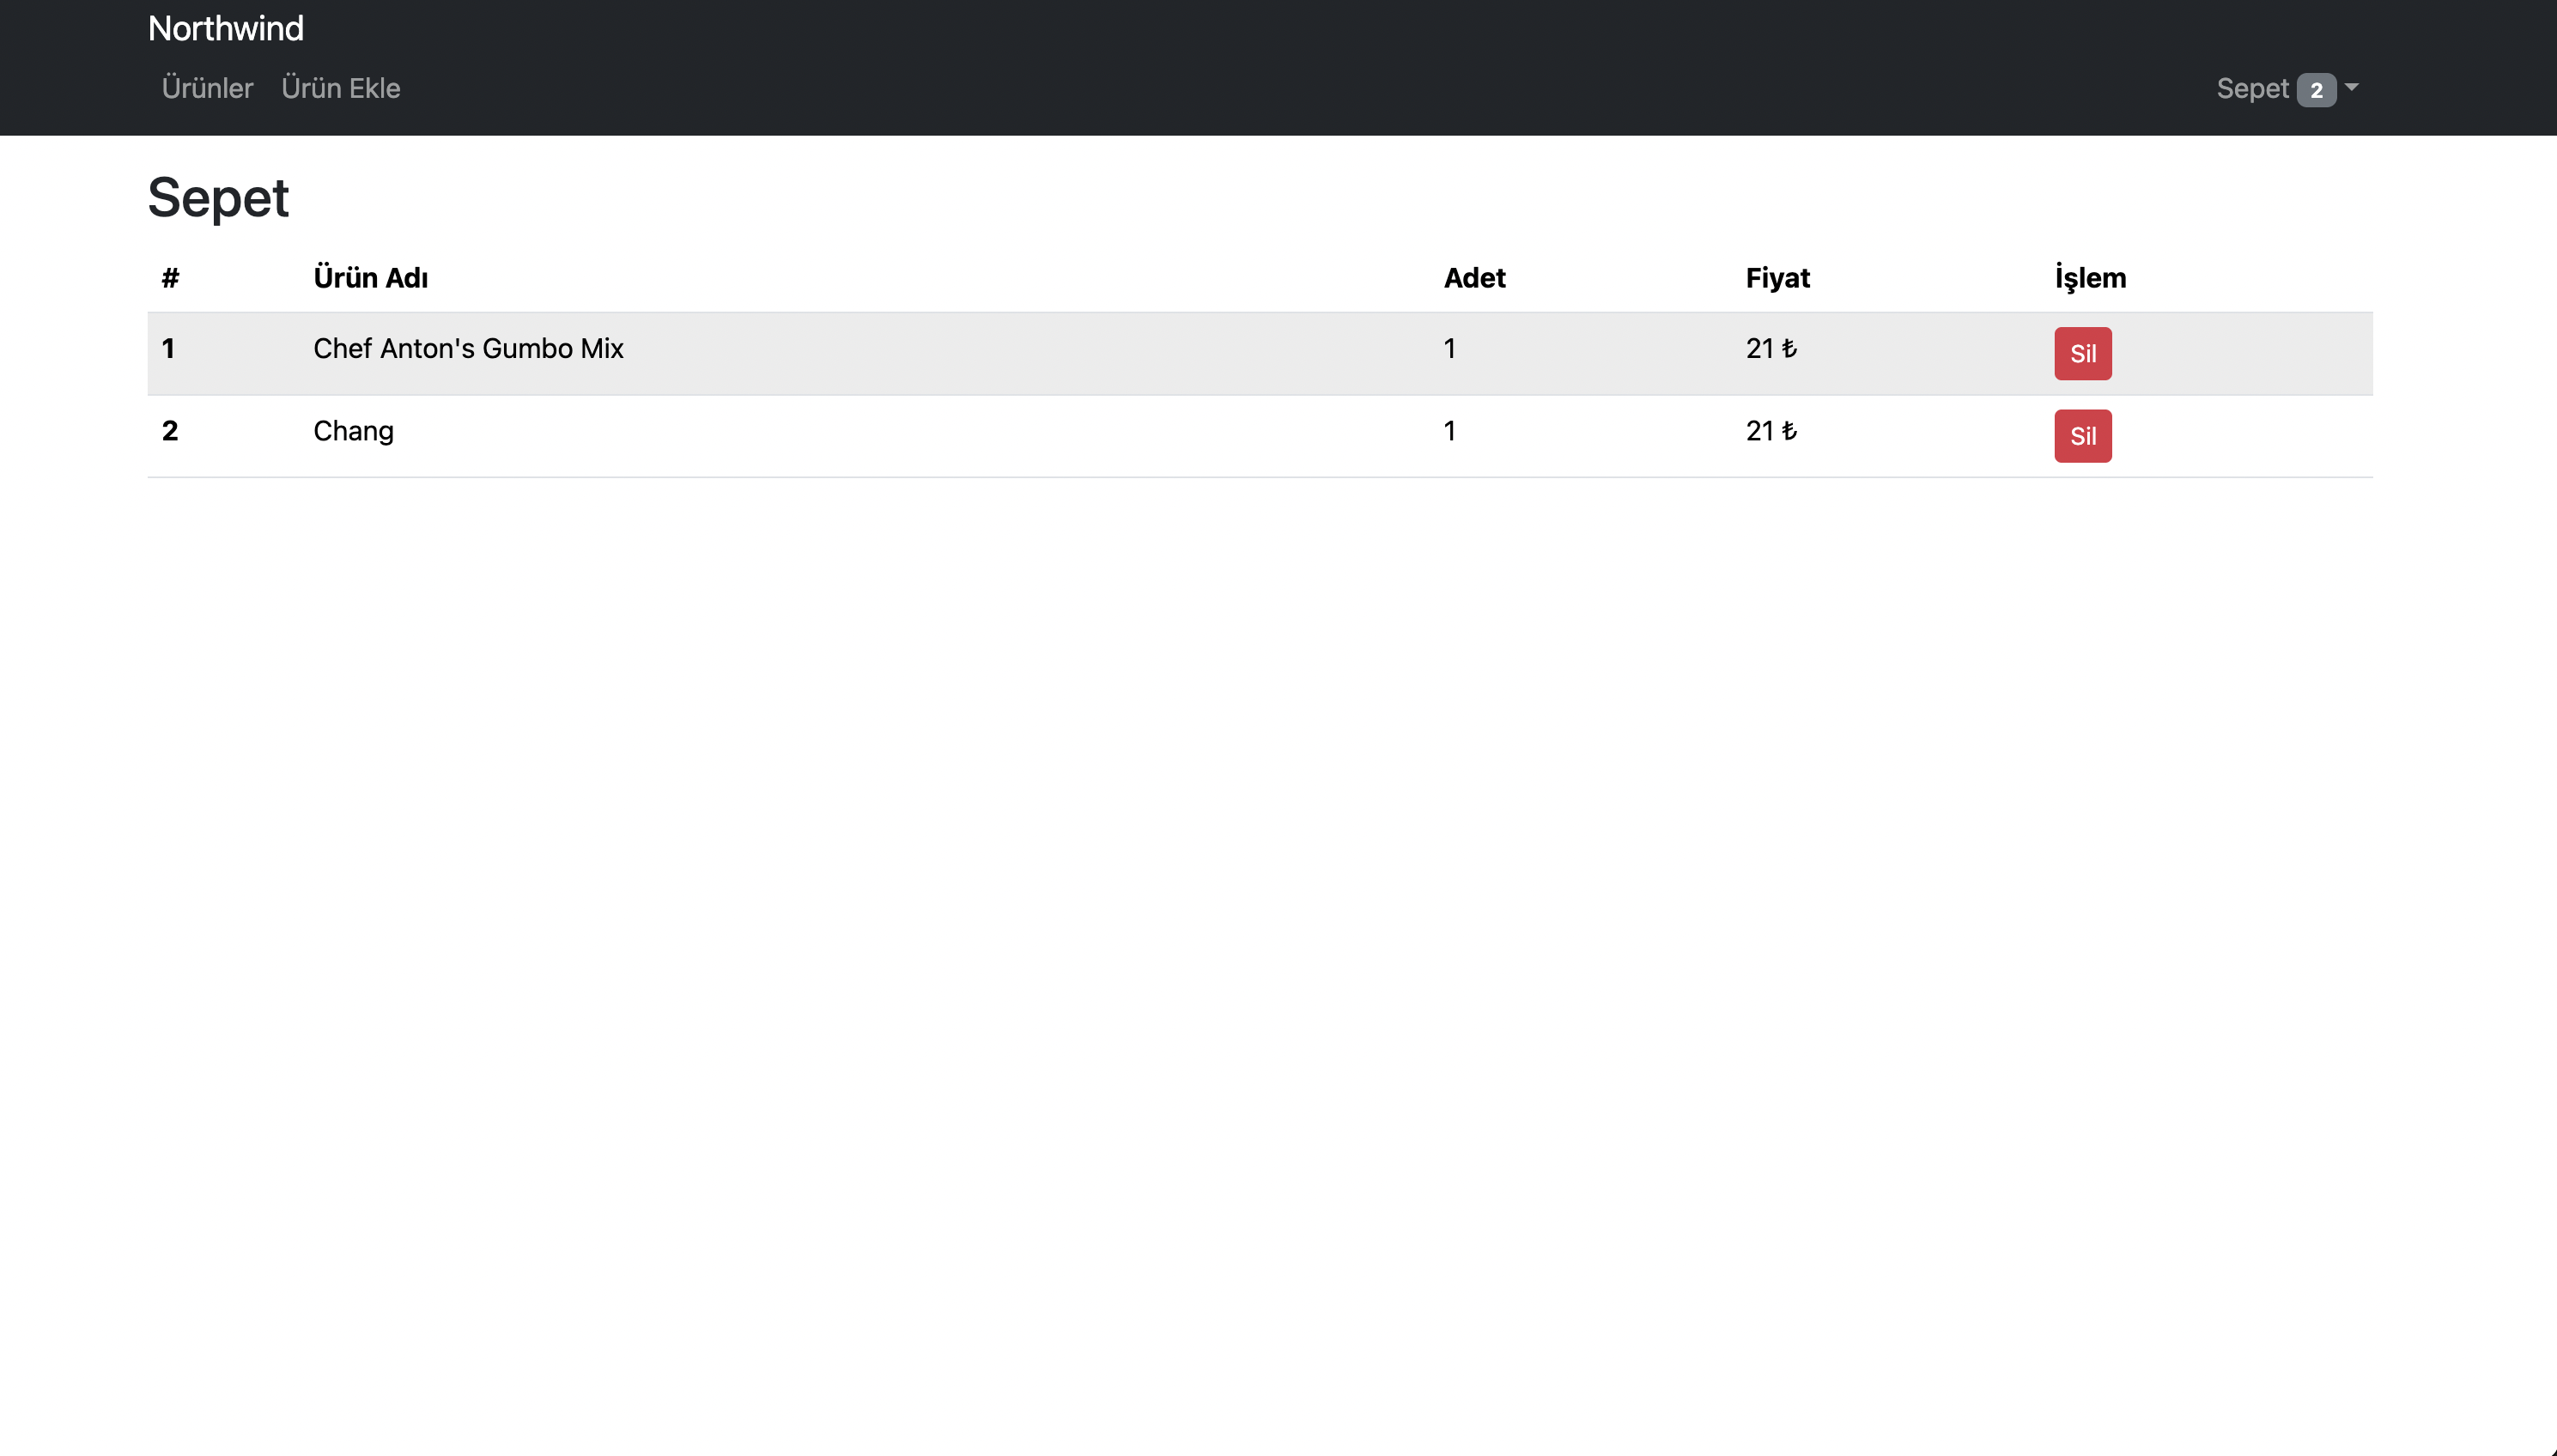 Northwind
Ürünler Ürün Ekle Sepet 2
Sepet
# Ürün Adı Adet Fiyat İşlem
1 Chef Anton's Gumbo Mix 1 21 ₺ Sil
2 Chang 1 21 ₺ Sil